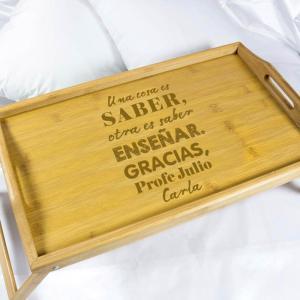 Una cosa es
SABER,
otra es saber
ENSEÑAR.
GRACIAS,
Profe Julio
Carla